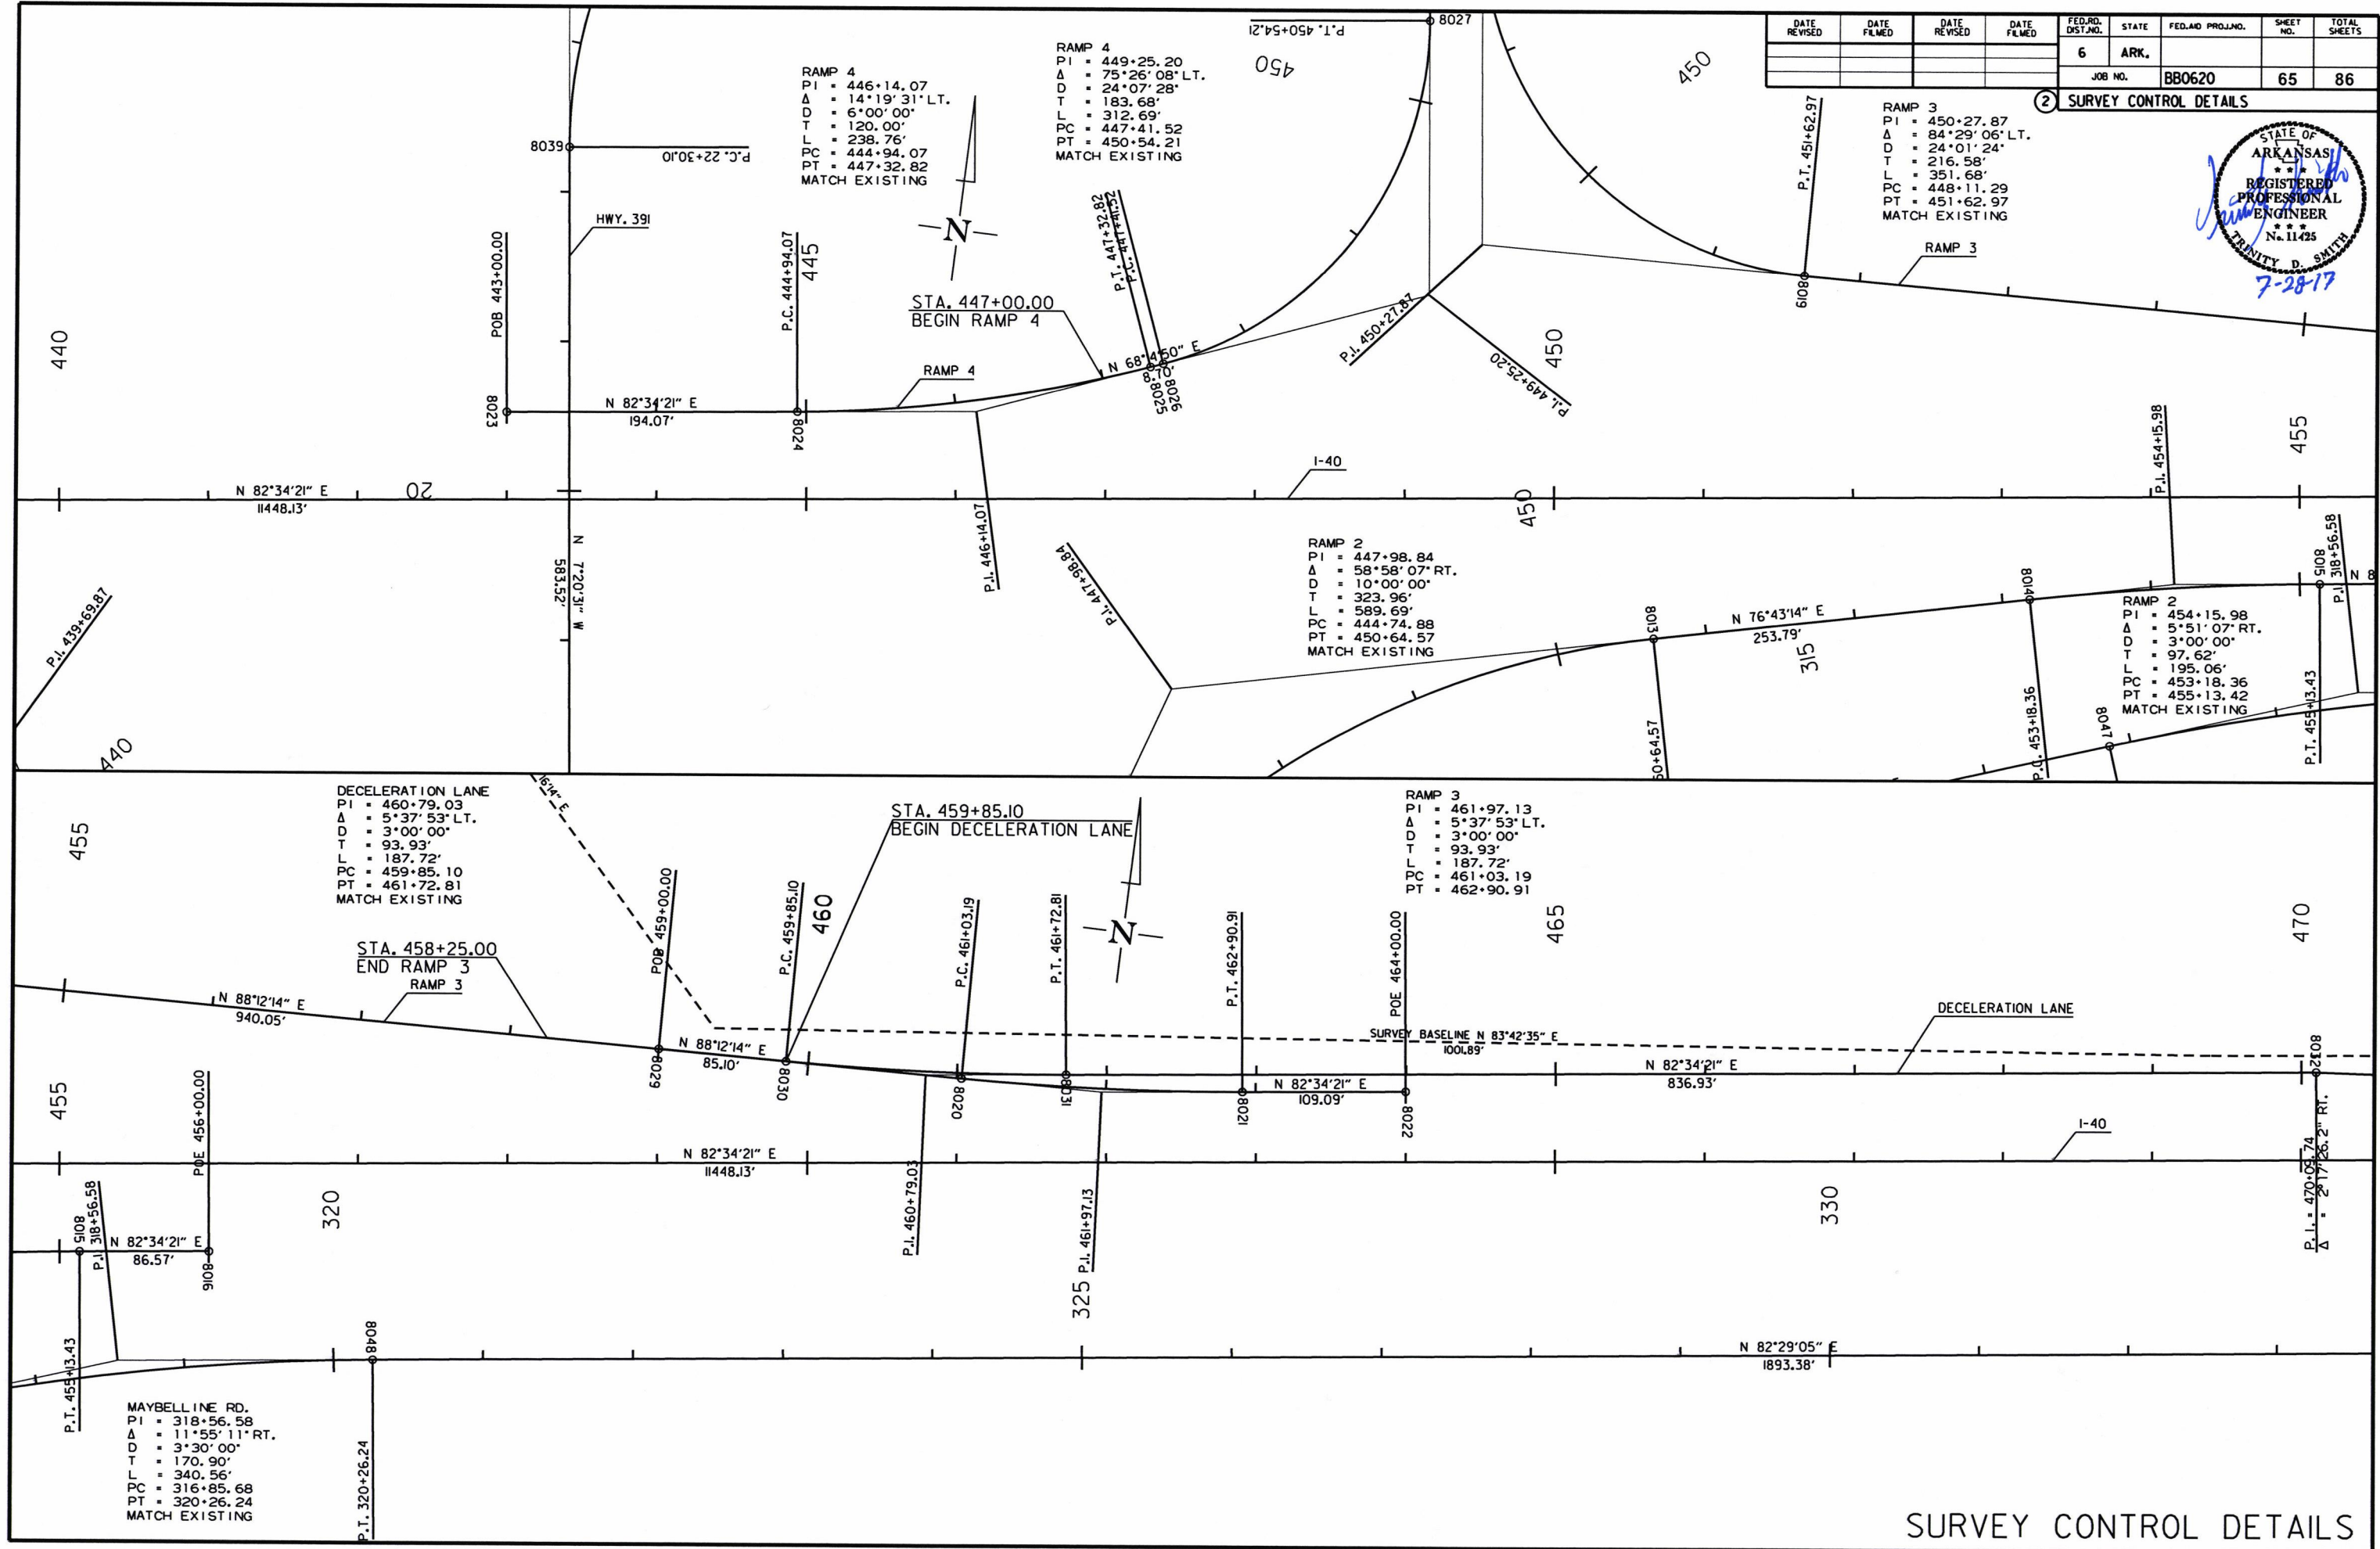 DATE REVISED
DATE FILMED
DATE REVISED
DATE FILMED
FED.RD. DIST.NO.
STATE
FED.AID PROJ.NO.
SHEET NO.
TOTAL SHEETS
6
ARK.
JOB NO.
BB0620
65
86
2
SURVEY CONTROL DETAILS
STATE OF
ARKANSAS
REGISTERED
PROFESSIONAL
ENGINEER
No. 11425
TRINITY D. SMITH
7-28-17
RAMP 4
PI = 446+14.07
Δ = 14°19'31" LT.
D = 6°00'00"
T = 120.00'
L = 238.76'
PC = 444+94.07
PT = 447+32.82
MATCH EXISTING
RAMP 4
PI = 449+25.20
Δ = 75°26'08" LT.
D = 24°07'28"
T = 183.68'
L = 312.69'
PC = 447+41.52
PT = 450+54.21
MATCH EXISTING
P.T. 450+54.21
8027
450
450
RAMP 3
PI = 450+27.87
Δ = 84°29'06" LT.
D = 24°01'24"
T = 216.58'
L = 351.68'
PC = 448+11.29
PT = 451+62.97
MATCH EXISTING
P.T. 451+62.97
8019
RAMP 3
8039
P.C. 22+30.10
HWY. 391
440
POB 443+00.00
8023
N 82°34'21" E
194.07'
P.C. 444+94.07
445
8024
N
STA. 447+00.00
BEGIN RAMP 4
RAMP 4
P.T. 447+32.82
P.C. 447+41.52
N 68°14'50" E
8.70'
8025
8026
P.I. 450+27.87
P.I. 449+25.20
450
P.I. 454+15.98
455
N 82°34'21" E
11448.13'
20
I-40
450
P.I. 446+14.07
N 7°20'31" W
583.52'
P.I. 439+69.87
440
P.I. 447+98.84
RAMP 2
PI = 447+98.84
Δ = 58°58'07" RT.
D = 10°00'00"
T = 323.96'
L = 589.69'
PC = 444+74.88
PT = 450+64.57
MATCH EXISTING
8013
50+64.57
N 76°43'14" E
253.79'
315
8014
P.C. 453+18.36
RAMP 2
PI = 454+15.98
Δ = 5°51'07" RT.
D = 3°00'00"
T = 97.62'
L = 195.06'
PC = 453+18.36
PT = 455+13.42
MATCH EXISTING
8047
8015
P.I. 318+56.58
N 8
P.T. 455+13.43
DECELERATION LANE
PI = 460+79.03
Δ = 5°37'53" LT.
D = 3°00'00"
T = 93.93'
L = 187.72'
PC = 459+85.10
PT = 461+72.81
MATCH EXISTING
16'14" E
455
STA. 459+85.10
BEGIN DECELERATION LANE
RAMP 3
PI = 461+97.13
Δ = 5°37'53" LT.
D = 3°00'00"
T = 93.93'
L = 187.72'
PC = 461+03.19
PT = 462+90.91
STA. 458+25.00
END RAMP 3
RAMP 3
N 88°12'14" E
940.05'
POB 459+00.00
8029
N 88°12'14" E
85.10'
P.C. 459+85.10
460
8030
P.C. 461+03.19
8020
P.T. 461+72.81
8031
N
P.T. 462+90.91
8021
N 82°34'21" E
109.09'
POE 464+00.00
8022
465
470
SURVEY BASELINE N 83°42'35" E
1001.89'
DECELERATION LANE
N 82°34'21" E
836.93'
8032
P.I. = 470+09.74
Δ = 2°17'26.2" RT.
I-40
455
POE 456+00.00
N 82°34'21" E
11448.13'
8015
P.I. 318+56.58
N 82°34'21" E
86.57'
8016
320
P.I. 460+79.03
P.I. 461+97.13
325
330
P.T. 455+13.43
8048
P.T. 320+26.24
N 82°29'05" E
1893.38'
MAYBELLINE RD.
PI = 318+56.58
Δ = 11°55'11" RT.
D = 3°30'00"
T = 170.90'
L = 340.56'
PC = 316+85.68
PT = 320+26.24
MATCH EXISTING
SURVEY CONTROL DETAILS